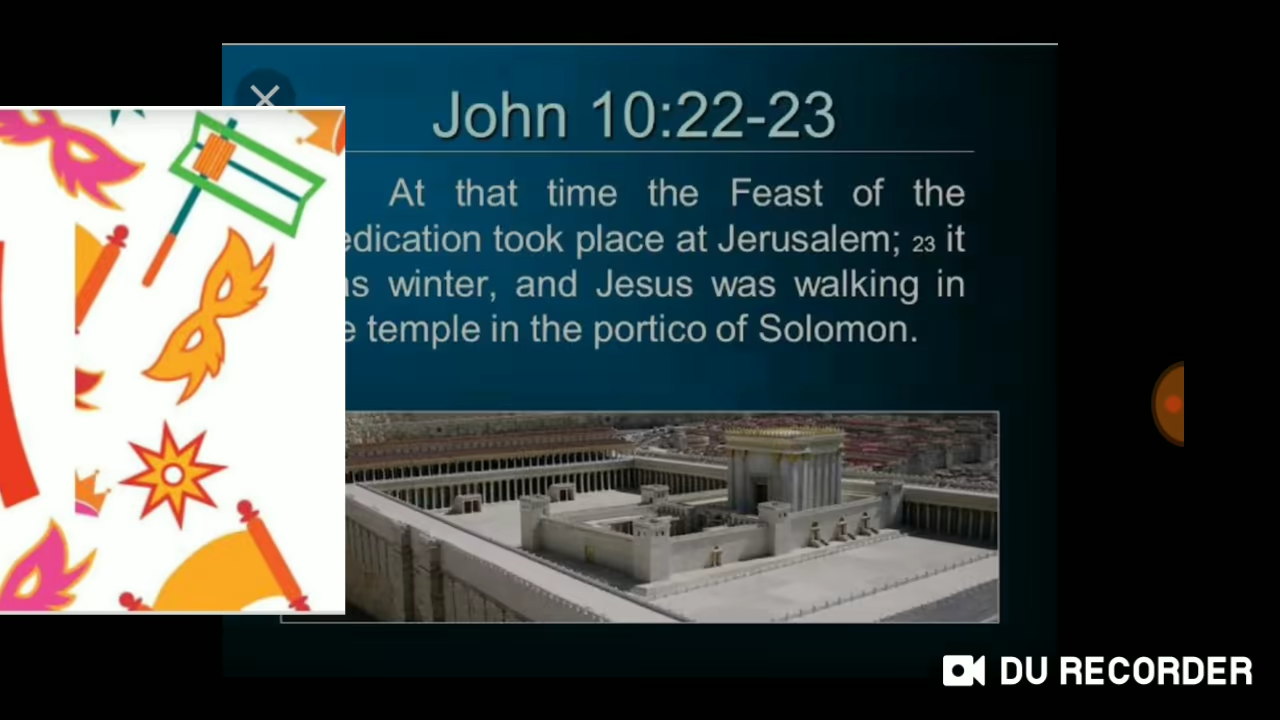 John 10:22-23
At that time the Feast of the
edication took place at Jerusalem; 23 it
s winter, and Jesus was walking in
e temple in the portico of Solomon.
DU RECORDER